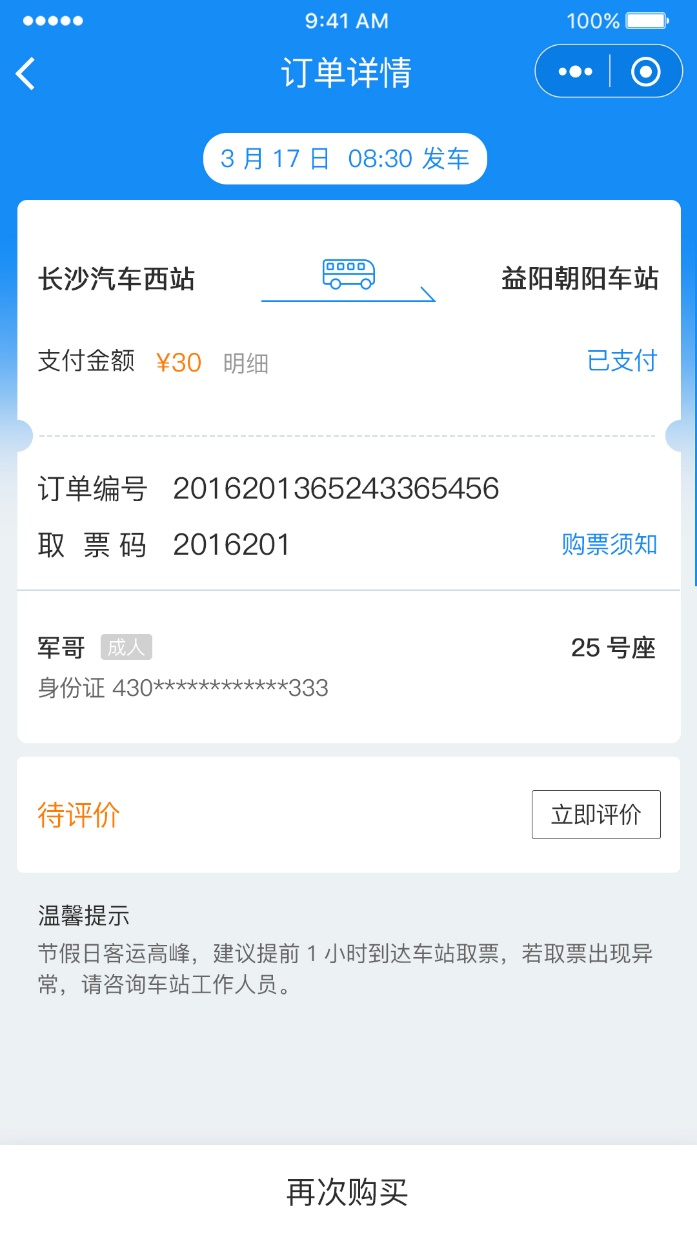 9:41 AM 100%
订单详情
3 月 17 日 08:30 发车
长沙汽车西站 益阳朝阳车站
支付金额 ¥30 明细 已支付
订单编号 2016201365243365456
取 票 码 2016201 购票须知
军哥 成人 25 号座
身份证 430************333
待评价 立即评价
温馨提示
节假日客运高峰，建议提前 1 小时到达车站取票，若取票出现异
常，请咨询车站工作人员。
再次购买